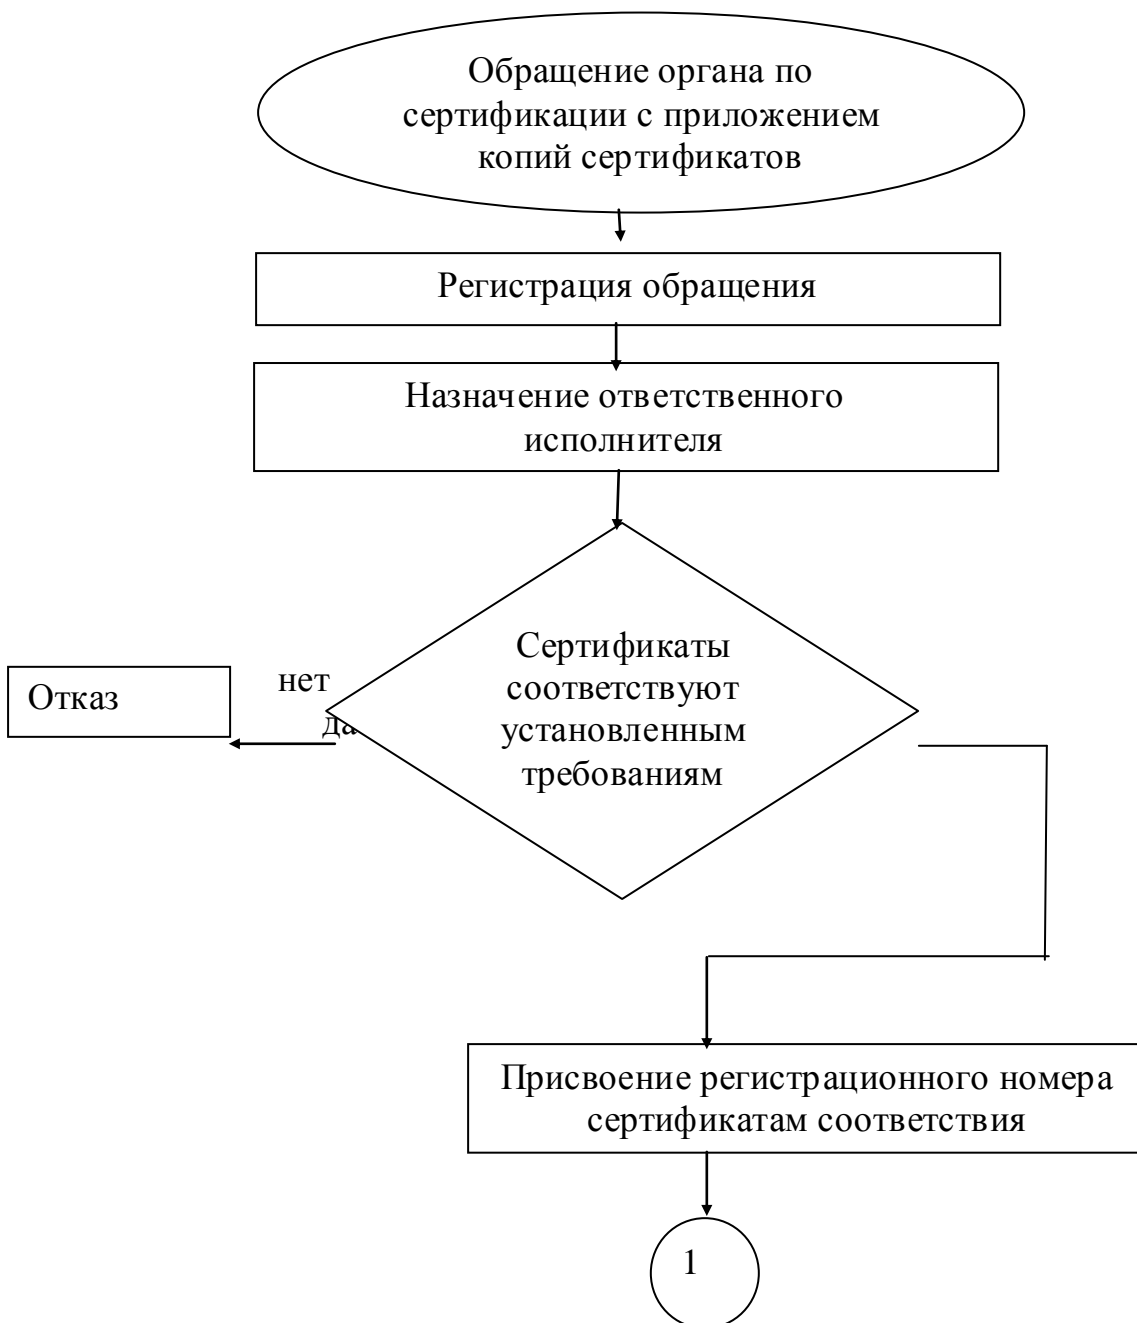 Обращение органа по
сертификации с приложением
копий сертификатов
Регистрация обращения
Назначение ответственного
исполнителя
Сертификаты
соответствуют
установленным
требованиям
нет
да
Отказ
Присвоение регистрационного номера
сертификатам соответствия
1